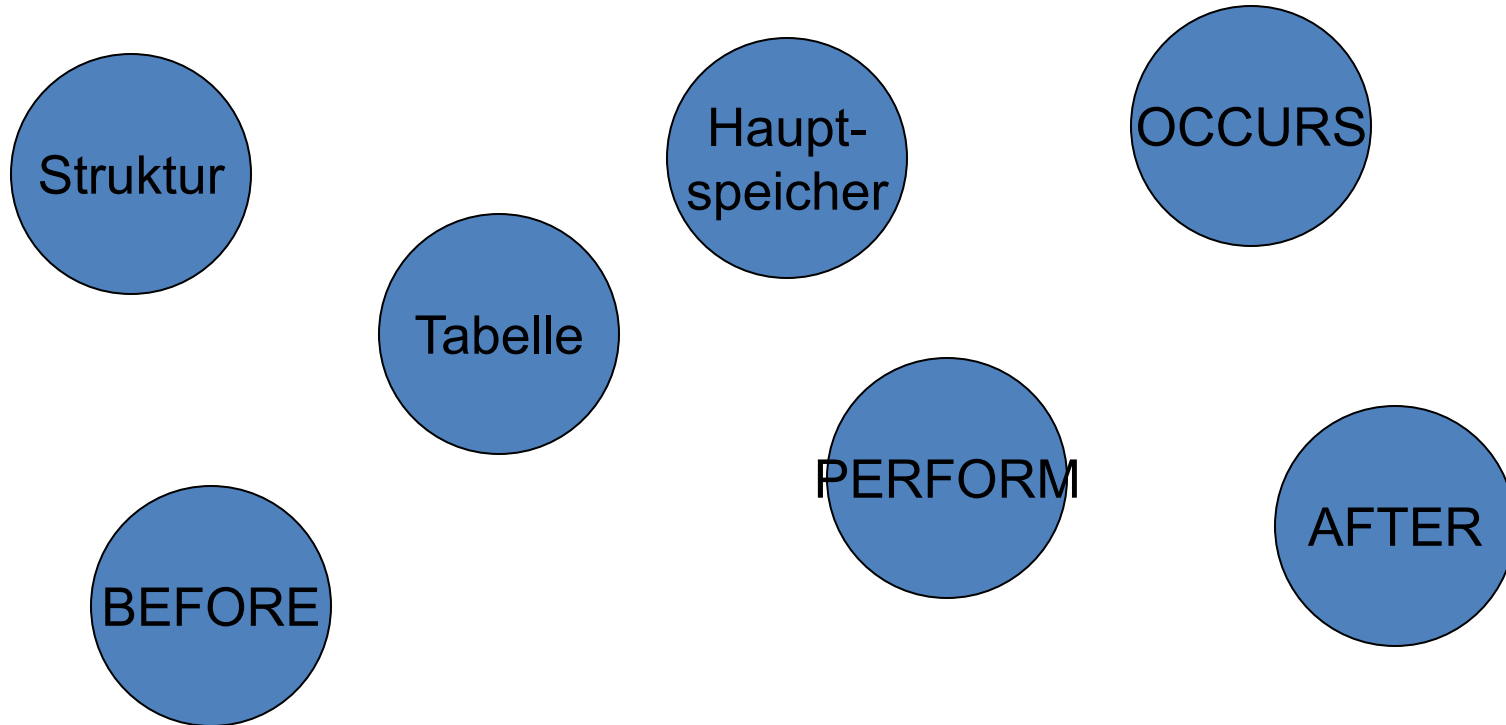 Struktur
Haupt-
speicher
OCCURS
Tabelle
PERFORM
AFTER
BEFORE